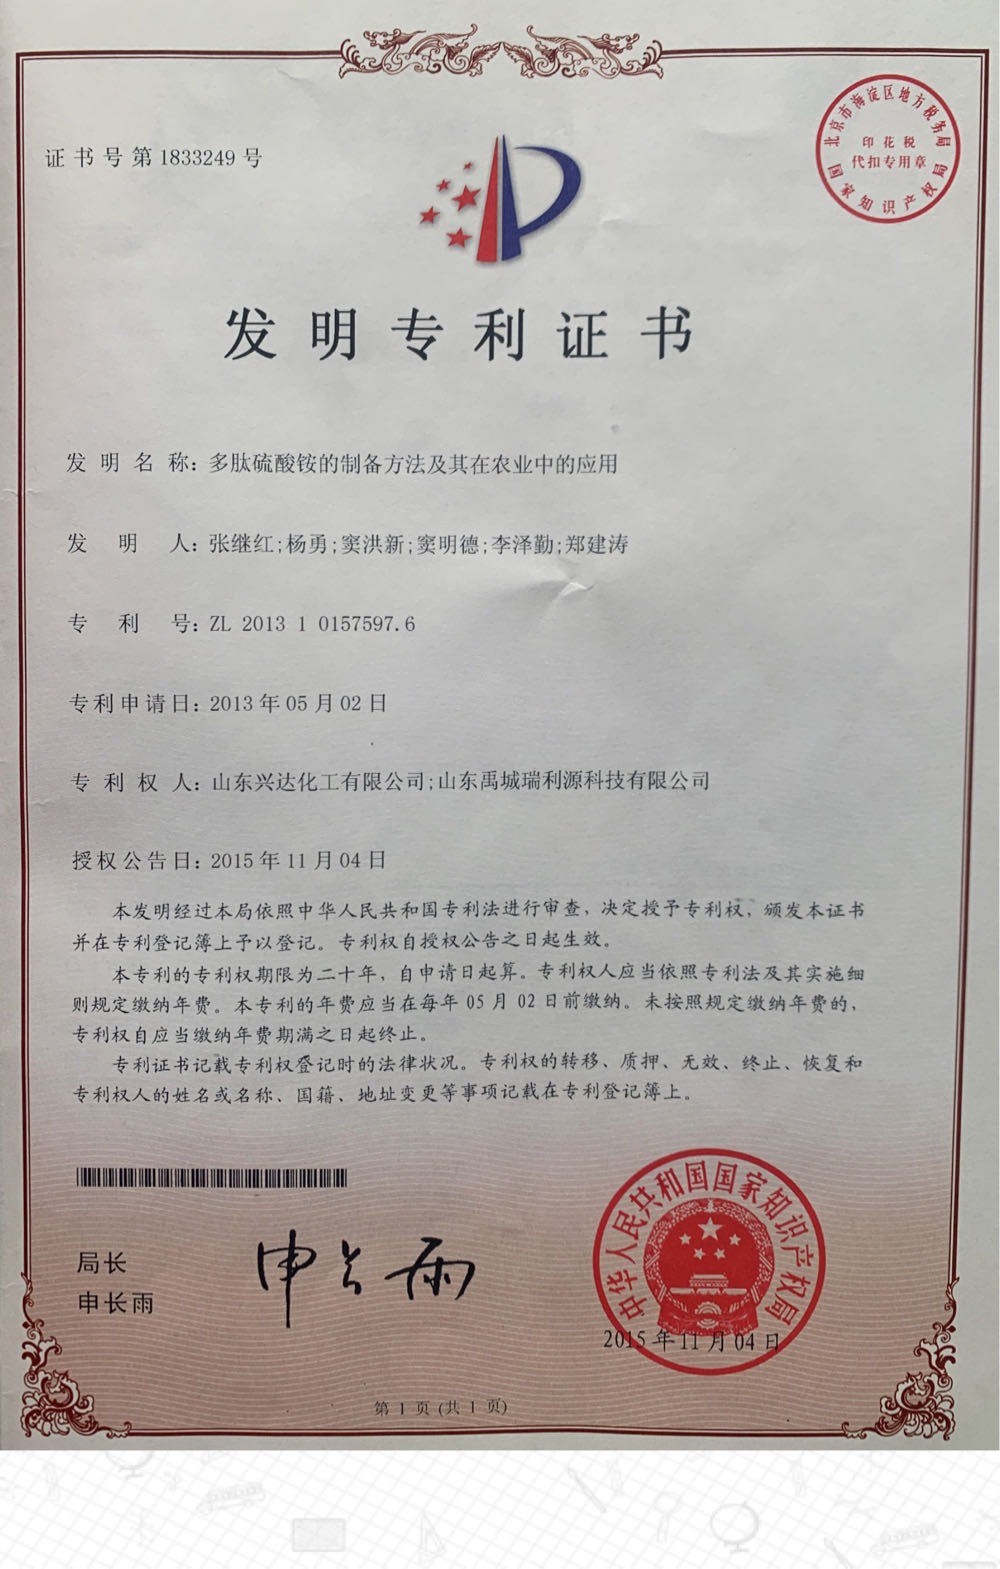 证书号第1833249号
北京市海淀区地方税务局
印花税
代扣专用章
国家知识产权局
发明专利证书
发明名称：多肽硫酸铵的制备方法及其在农业中的应用
发明人：张继红;杨勇;窦洪新;窦明德;李泽勤;郑建涛
专利号：ZL 2013 1 0157597.6
专利申请日：2013年05月02日
专利权人：山东兴达化工有限公司;山东禹城瑞利源科技有限公司
授权公告日：2015年11月04日
本发明经过本局依照中华人民共和国专利法进行审查，决定授予专利权，颁发本证书
并在专利登记簿上予以登记。专利权自授权公告之日起生效。
本专利的专利权期限为二十年，自申请日起算。专利权人应当依照专利法及其实施细
则规定缴纳年费。本专利的年费应当在每年05月02日前缴纳。未按照规定缴纳年费的，
专利权自应当缴纳年费期满之日起终止。
专利证书记载专利权登记时的法律状况。专利权的转移、质押、无效、终止、恢复和
专利权人的姓名或名称、国籍、地址变更等事项记载在专利登记簿上。
局长
申长雨
申长雨
中华人民共和国国家知识产权局
2015年11月04日
第1页(共1页)